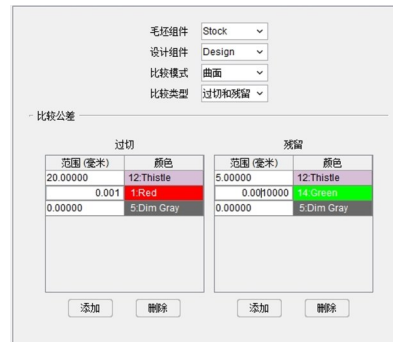 毛坯组件 Stock
设计组件 Design
比较模式 曲面
比较类型 过切和残留
比较公差
过切 残留
范围 (毫米) 颜色 范围 (毫米) 颜色
20.00000 12:Thistle 5.00000 12:Thistle
0.001 1:Red 0.0010000 14:Green
0.00000 5:Dim Gray 0.00000 5:Dim Gray
添加 删除 添加 删除